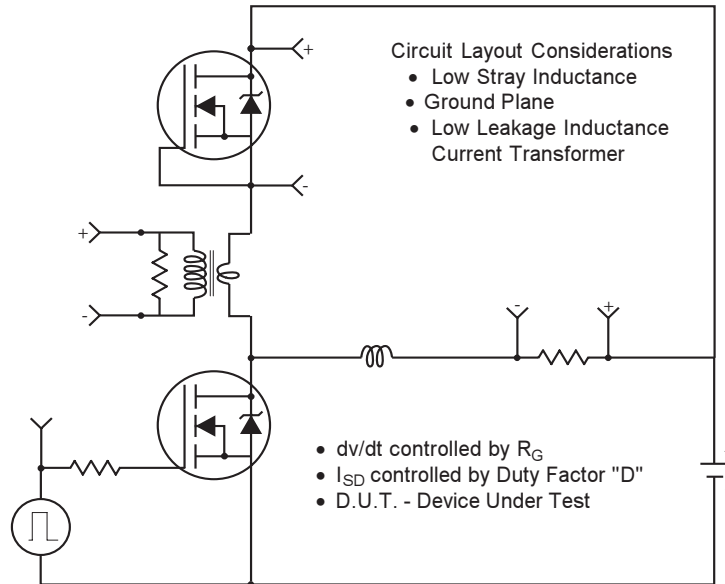 +
Circuit Layout Considerations
• Low Stray Inductance
• Ground Plane
• Low Leakage Inductance
Current Transformer
-
+
-
-
+
• dv/dt controlled by RG
• ISD controlled by Duty Factor "D"
• D.U.T. - Device Under Test